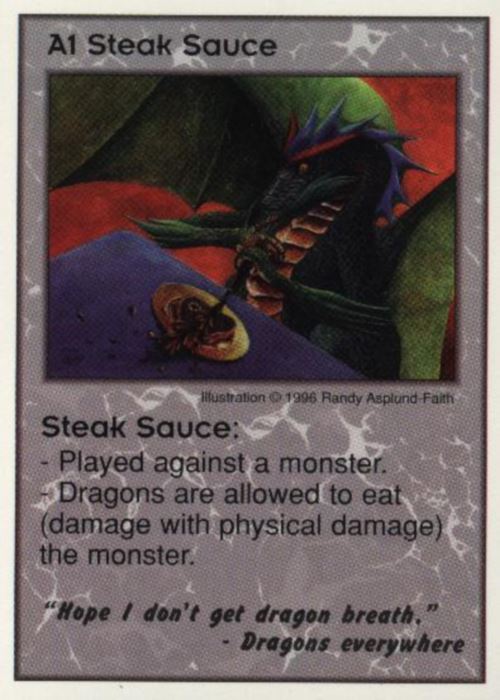 A1 Steak Sauce
Illustration © 1996 Randy Asplund-Faith
Steak Sauce:
- Played against a monster.
- Dragons are allowed to eat
(damage with physical damage)
the monster.
“Hope I don't get dragon breath.”
- Dragons everywhere